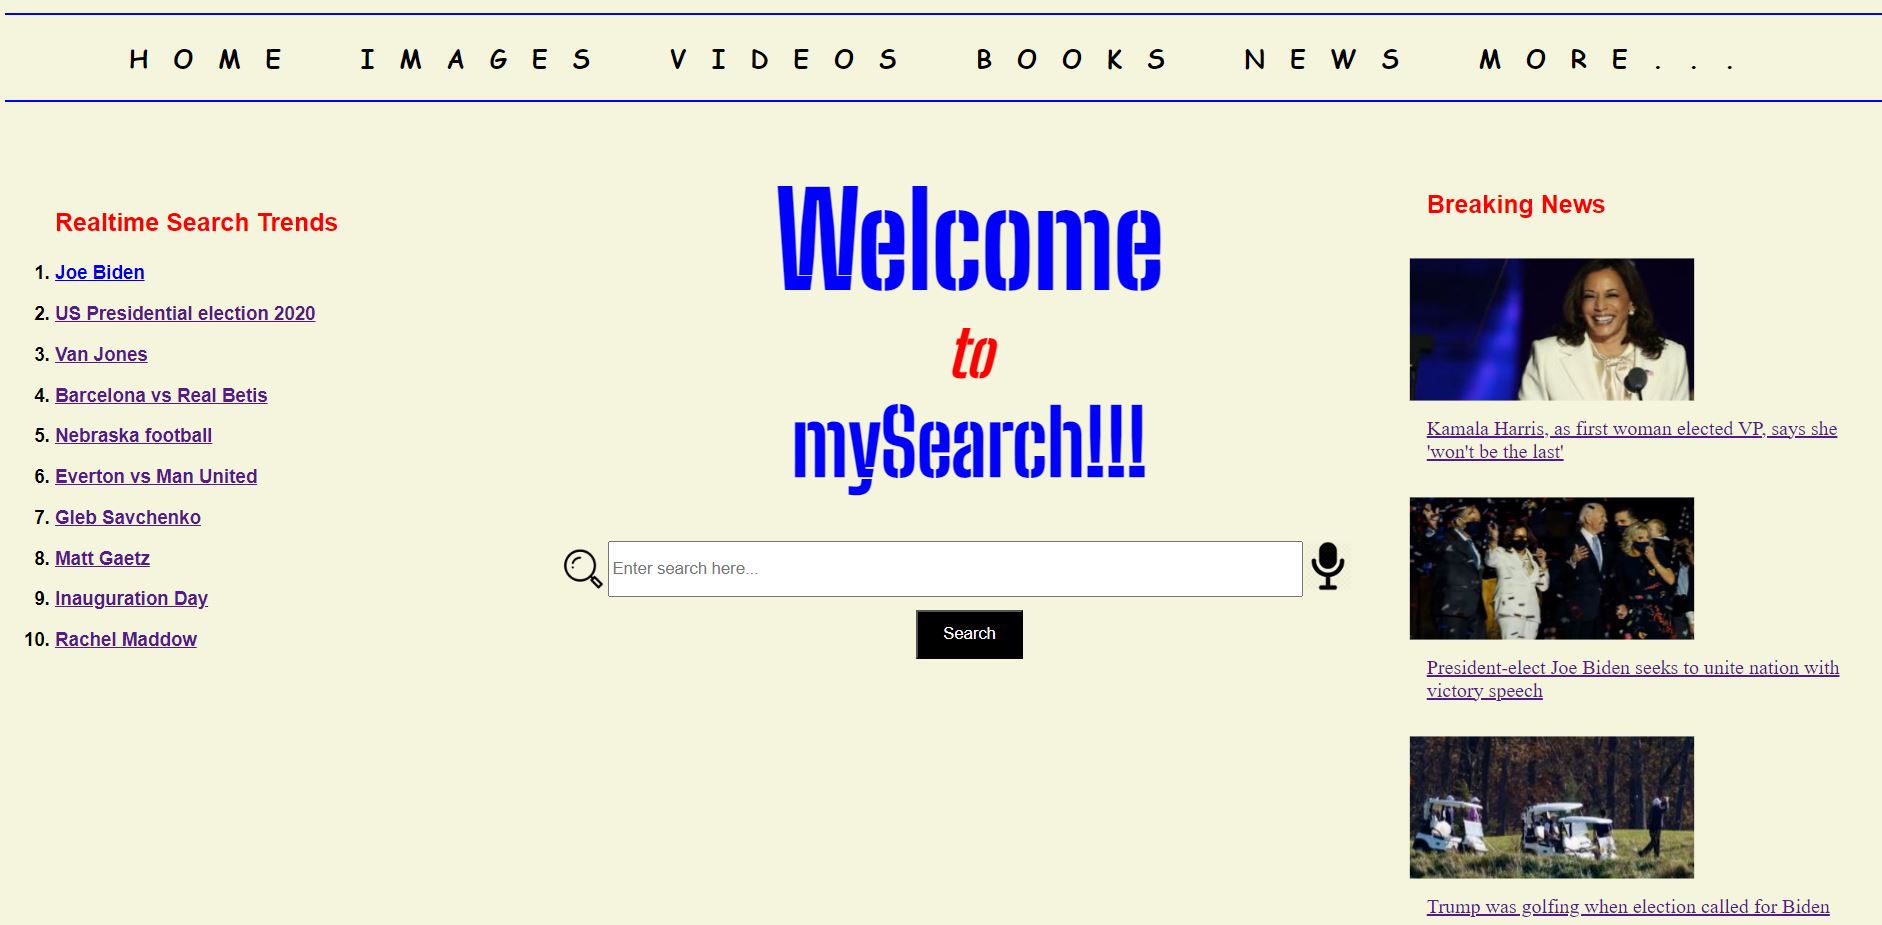 HOME IMAGES VIDEOS BOOKS NEWS MORE...
Realtime Search Trends
1. Joe Biden
2. US Presidential election 2020
3. Van Jones
4. Barcelona vs Real Betis
5. Nebraska football
6. Everton vs Man United
7. Gleb Savchenko
8. Matt Gaetz
9. Inauguration Day
10. Rachel Maddow
Welcome
to
mySearch!!!
Enter search here...
Search
Breaking News
Kamala Harris, as first woman elected VP, says she
'won't be the last'
President-elect Joe Biden seeks to unite nation with
victory speech
Trump was golfing when election called for Biden